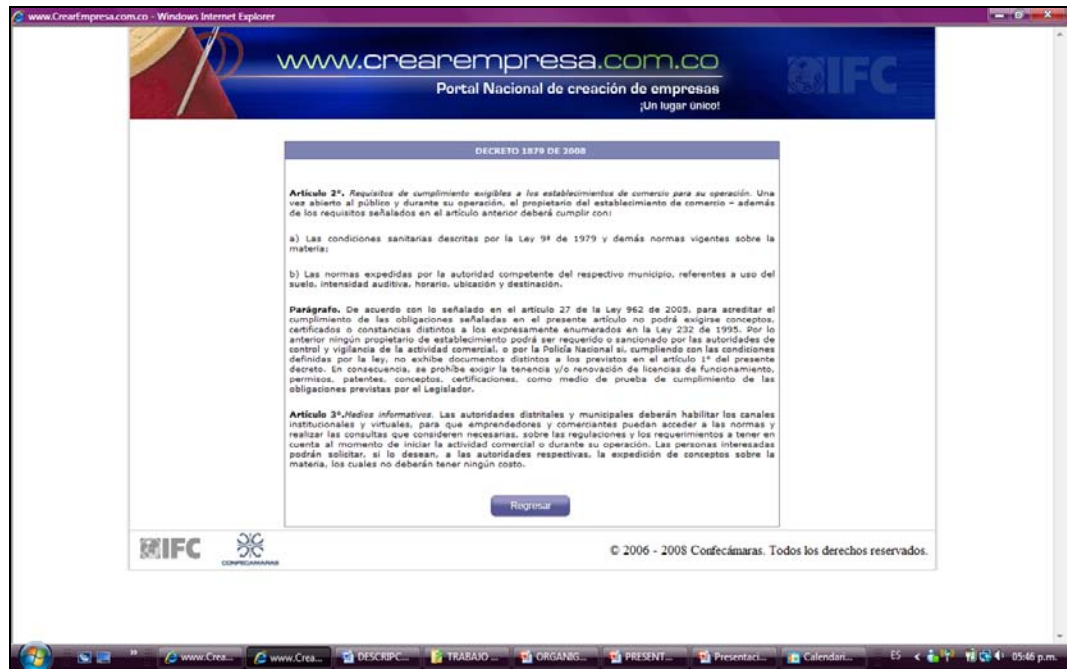 www.CrearEmpresa.com.co - Windows Internet Explorer
www.crearempresa.com.co
Portal Nacional de creación de empresas
¡Un lugar único!
IFC
DECRETO 1879 DE 2008
Artículo 2º. Requisitos de cumplimiento exigibles a los establecimientos de comercio para su operación. Una
vez abierto al público y durante su operación, el propietario del establecimiento de comercio – además
de los requisitos señalados en el artículo anterior deberá cumplir con:
a) Las condiciones sanitarias descritas por la Ley 9ª de 1979 y demás normas vigentes sobre la
materia;
b) Las normas expedidas por la autoridad competente del respectivo municipio, referentes a uso del
suelo, intensidad auditiva, horario, ubicación y destinación.
Parágrafo. De acuerdo con lo señalado en el artículo 27 de la Ley 962 de 2005, para acreditar el
cumplimiento de las obligaciones señaladas en el presente artículo no podrá exigirse conceptos,
certificados o constancias distintos a los expresamente enumerados en la Ley 232 de 1995. Por lo
anterior ningún propietario de establecimiento podrá ser requerido o sancionado por las autoridades de
control y vigilancia de la actividad comercial, o por la Policía Nacional si, cumpliendo con las condiciones
definidas por la ley, no exhibe documentos distintos a los previstos en el artículo 1º del presente
decreto. En consecuencia, se prohíbe exigir la tenencia y/o renovación de licencias de funcionamiento,
permisos, patentes, conceptos, certificaciones, como medio de prueba de cumplimiento de las
obligaciones previstas por el Legislador.
Artículo 3º.Medios informativos. Las autoridades distritales y municipales deberán habilitar los canales
institucionales y virtuales, para que emprendedores y comerciantes puedan acceder a las normas y
realizar las consultas que consideren necesarias, sobre las regulaciones y los requerimientos a tener en
cuenta al momento de iniciar la actividad comercial o durante su operación. Las personas interesadas
podrán solicitar, si lo desean, a las autoridades respectivas, la expedición de conceptos sobre la
materia, los cuales no deberán tener ningún costo.
Regresar
IFC
CONFECAMARAS
© 2006 - 2008 Confecámaras. Todos los derechos reservados.
www.Crea... www.Crea... DESCRIPC... TRABAJO ... ORGANIG... PRESENT... Presentaci... Calendari... ES 05:46 p.m.